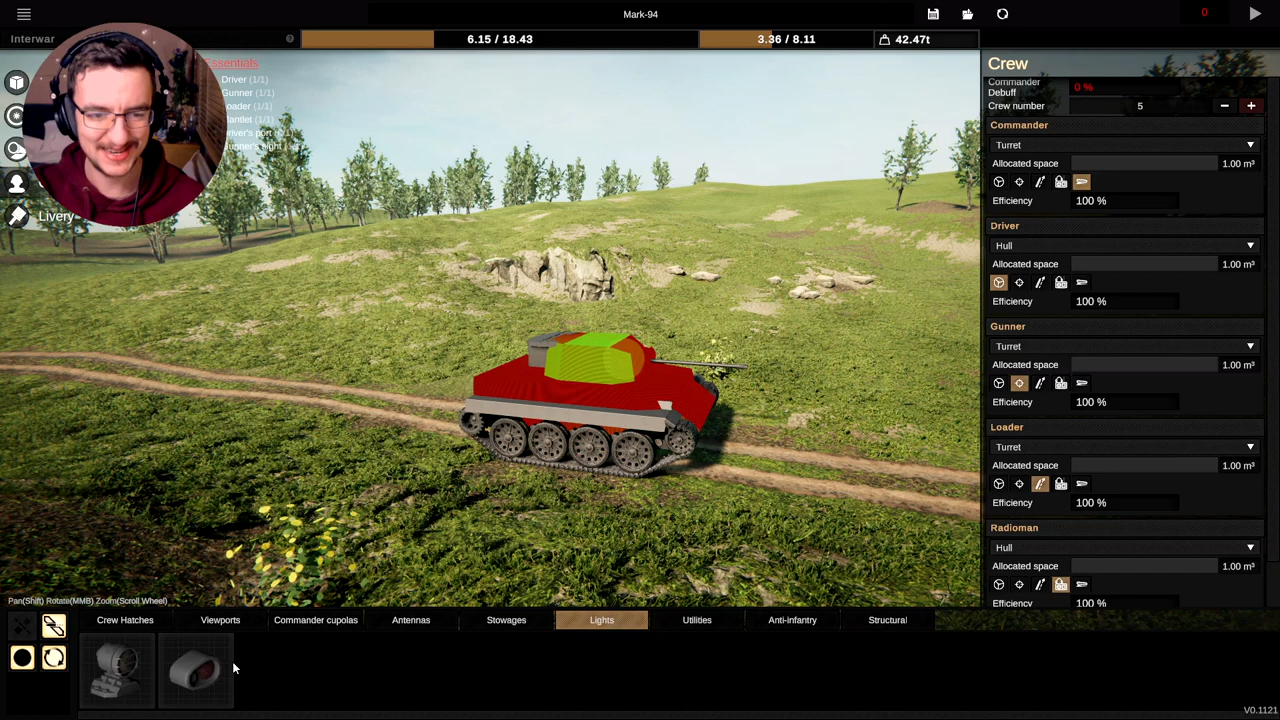 Mark-94
0
Interwar
6.15 / 18.43
3.36 / 8.11
42.47t
Essentials
Driver (1/1)
Gunner (1/1)
Loader (1/1)
Mantlet (1/1)
Driver's port
Gunner's sight
Livery
Crew
Commander
Debuff
0 %
Crew number
5
Commander
Turret
Allocated space
1.00 m³
Efficiency
100 %
Driver
Hull
Allocated space
1.00 m³
Efficiency
100 %
Gunner
Turret
Allocated space
1.00 m³
Efficiency
100 %
Loader
Turret
Allocated space
1.00 m³
Efficiency
100 %
Radioman
Hull
Allocated space
1.00 m³
Efficiency
100 %
Pan(Shift) Rotate(MMB) Zoom(Scroll Wheel)
Crew Hatches
Viewports
Commander cupolas
Antennas
Stowages
Lights
Utilities
Anti-infantry
Structural
V0.1121